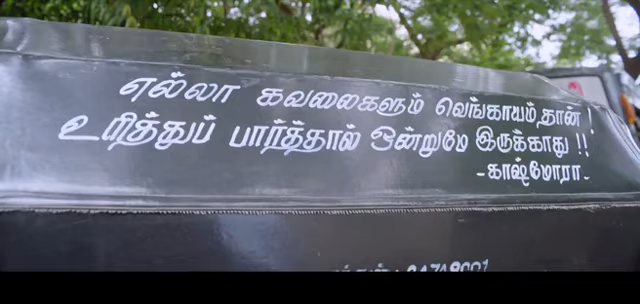 எல்லா கவலைகளும் வெங்காயம்தான்!
உரித்துப் பார்த்தால் ஒன்றுமே இருக்காது!!
-காஷ்மோரா-